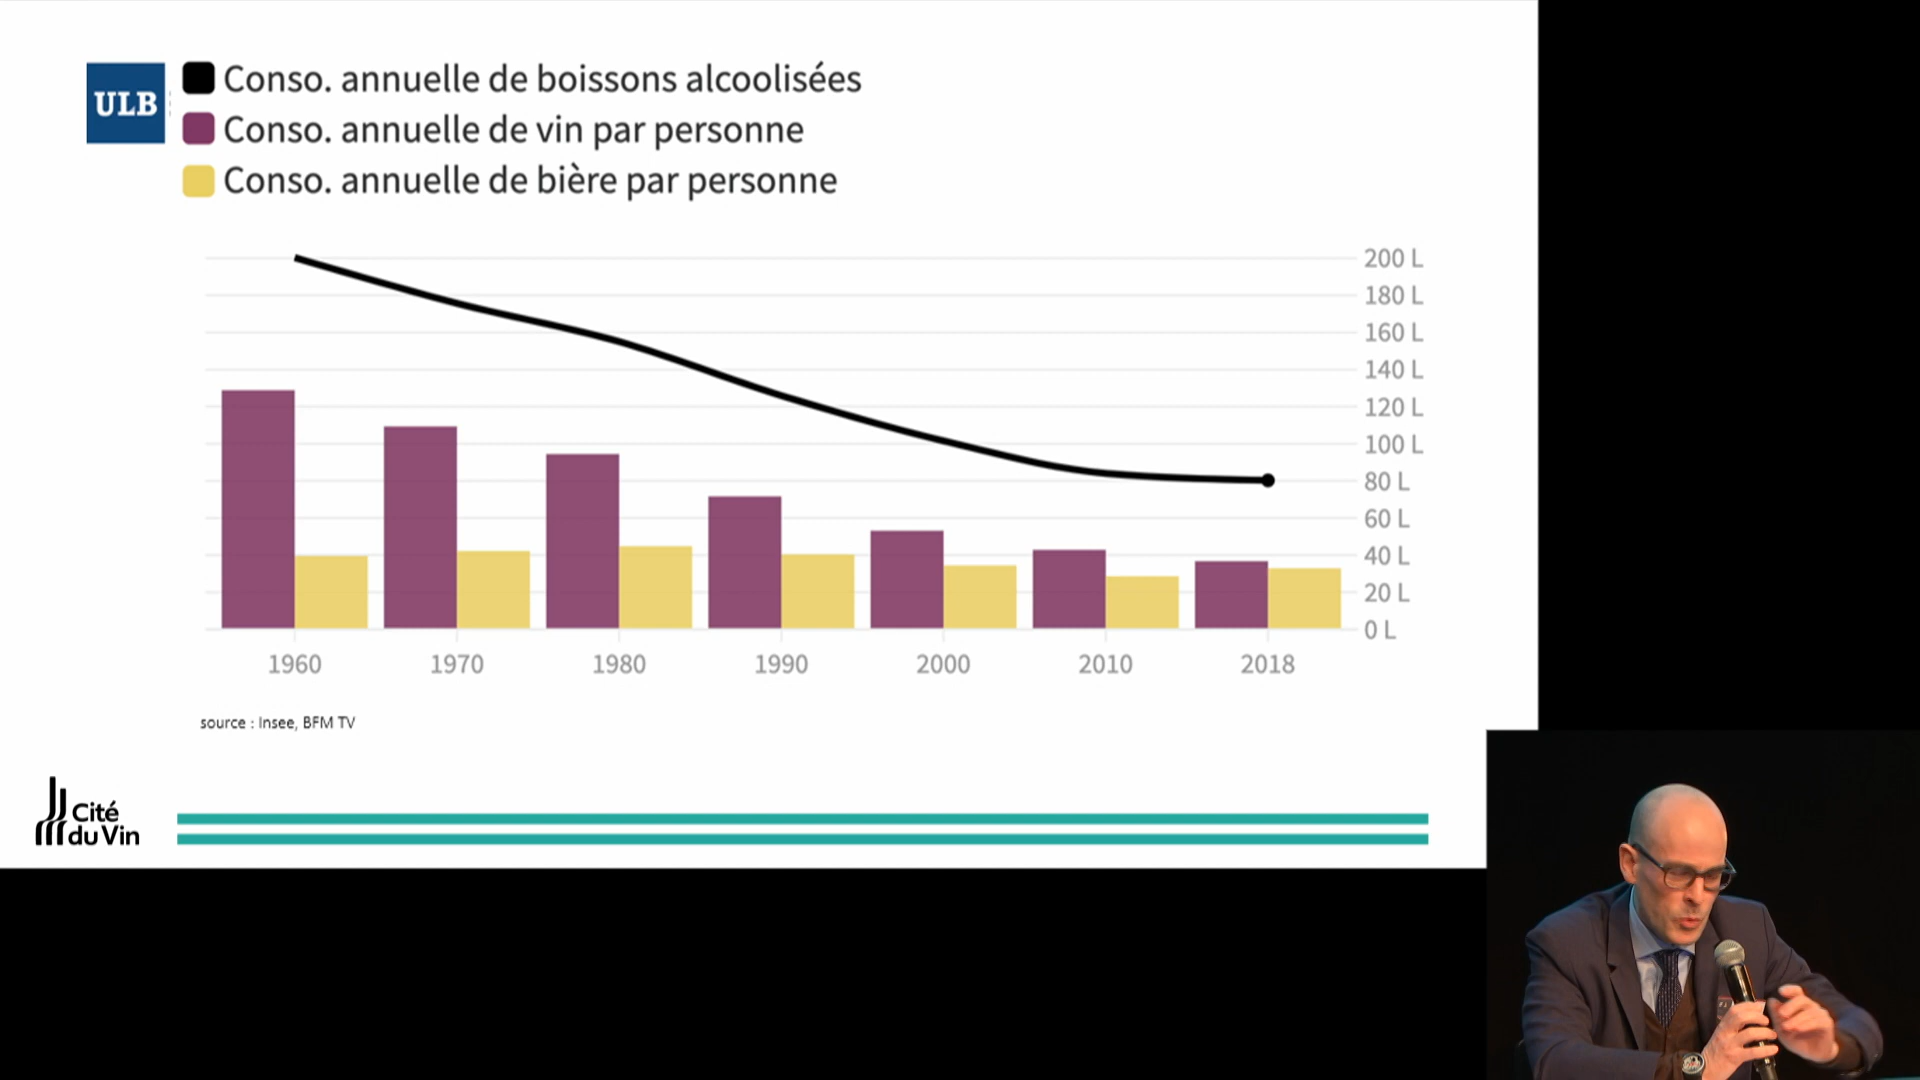 ULB
Conso. annuelle de boissons alcoolisées
Conso. annuelle de vin par personne
Conso. annuelle de bière par personne
200 L
180 L
160 L
140 L
120 L
100 L
80 L
60 L
40 L
20 L
0 L
1960 1970 1980 1990 2000 2010 2018
source : Insee, BFM TV
Cité
du Vin